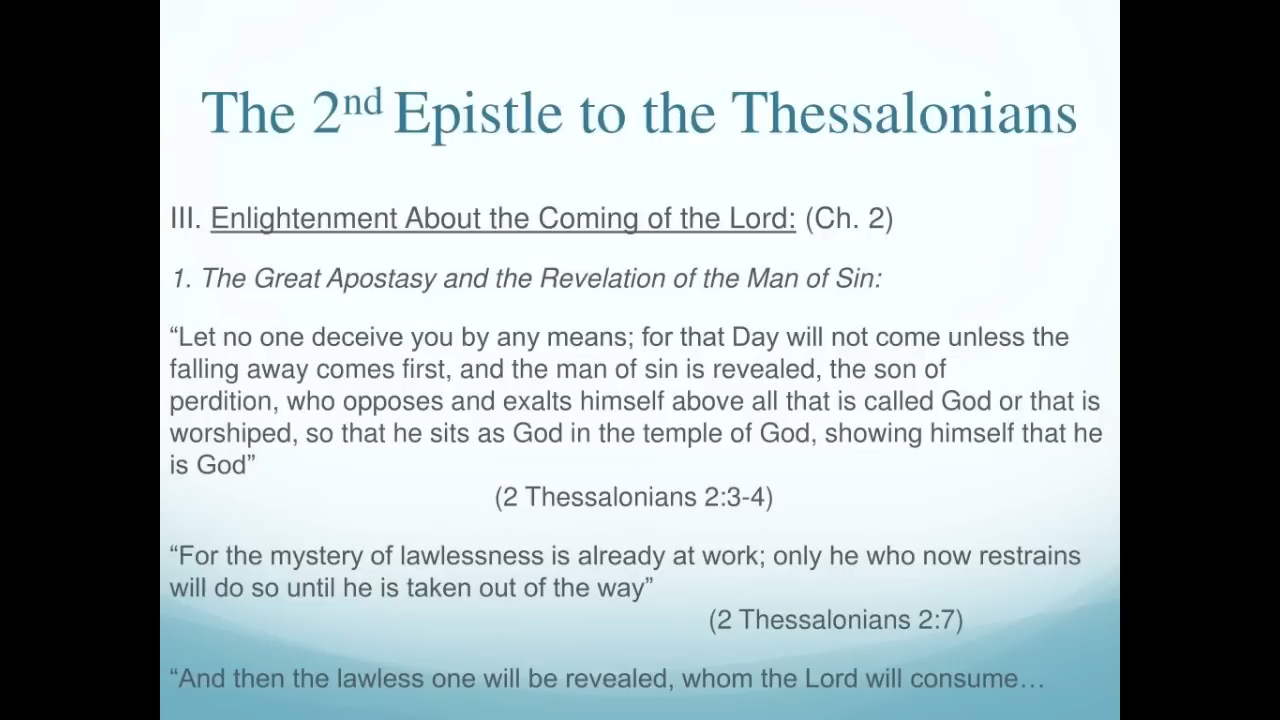 The 2nd Epistle to the Thessalonians
III. Enlightenment About the Coming of the Lord: (Ch. 2)
1. The Great Apostasy and the Revelation of the Man of Sin:
“Let no one deceive you by any means; for that Day will not come unless the
falling away comes first, and the man of sin is revealed, the son of
perdition, who opposes and exalts himself above all that is called God or that is
worshiped, so that he sits as God in the temple of God, showing himself that he
is God”
(2 Thessalonians 2:3-4)
“For the mystery of lawlessness is already at work; only he who now restrains
will do so until he is taken out of the way”
(2 Thessalonians 2:7)
“And then the lawless one will be revealed, whom the Lord will consume…